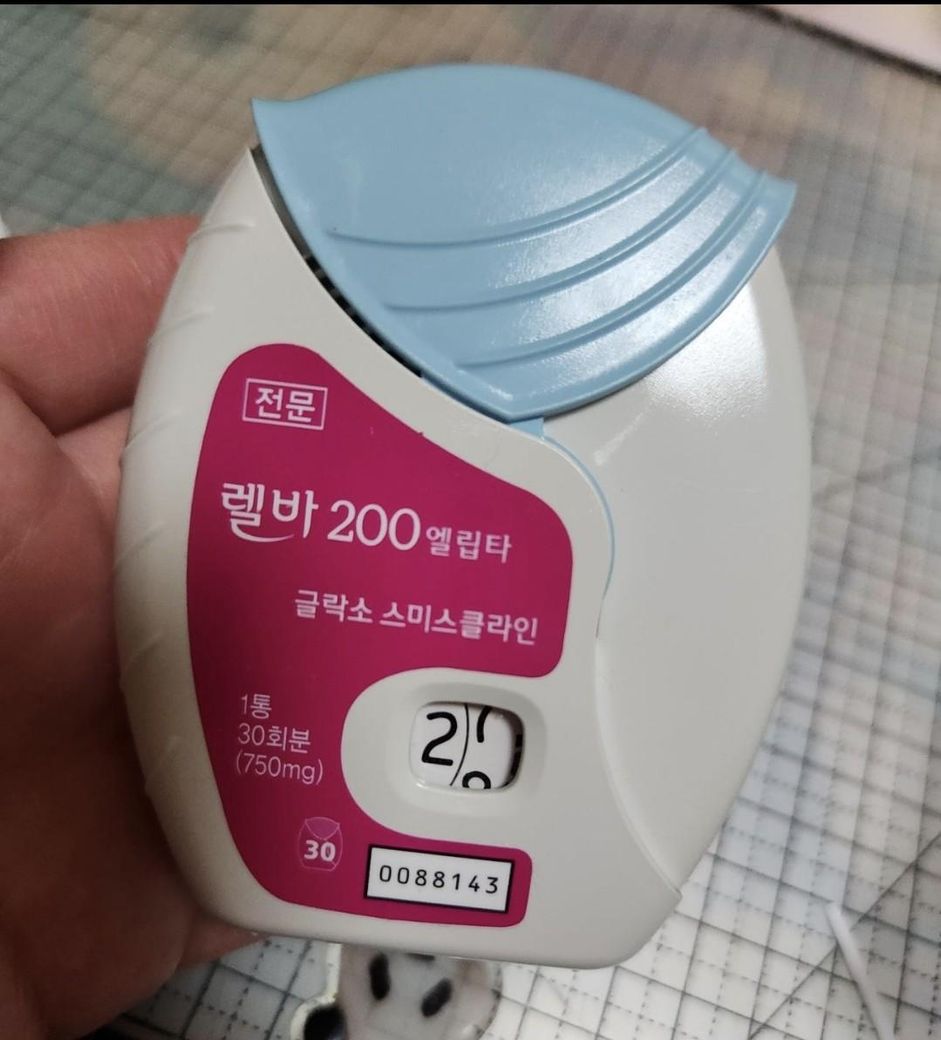 전문
렐바 200 엘립타
글락소 스미스클라인
1통
30회분
(750mg)
2
30
0088143